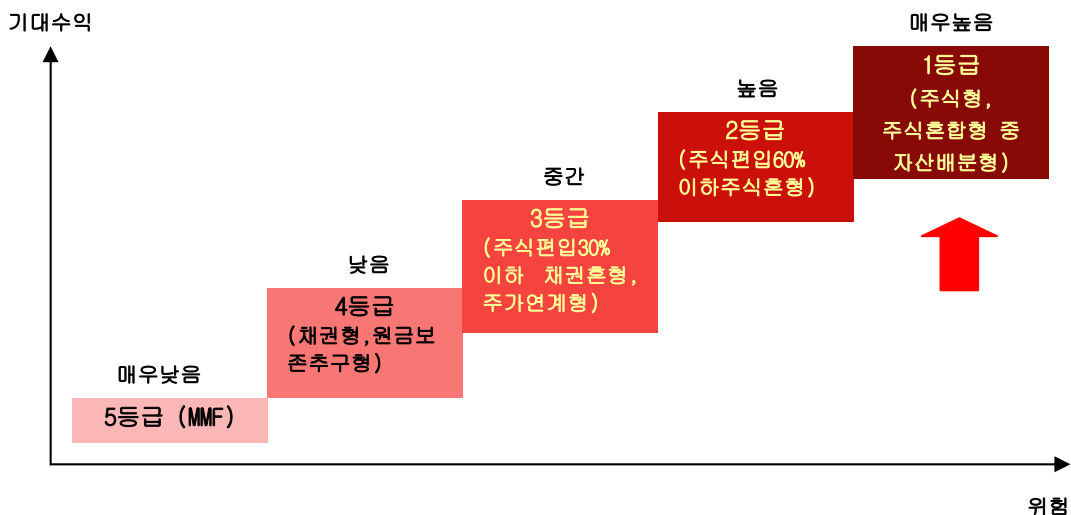 기대수익
매우높음
1등급
(주식형,
주식혼합형 중
자산배분형)
높음
2등급
(주식편입60%
이하주식혼형)
중간
3등급
(주식편입30%
이하 채권혼형,
주가연계형)
낮음
4등급
(채권형,원금보
존추구형)
매우낮음
5등급 (MMF)
위험